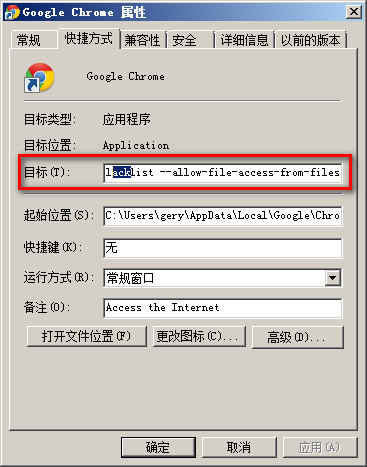 Google Chrome 属性
常规
快捷方式
兼容性
安全
详细信息
以前的版本
Google Chrome
目标类型: 应用程序
目标位置: Application
目标(T): lacklist --allow-file-access-from-files
起始位置(S): C:\Users\gery\AppData\Local\Google\Chro
快捷键(K): 无
运行方式(R): 常规窗口
备注(O): Access the Internet
打开文件位置(F)
更改图标(C)...
高级(D)...
确定
取消
应用(A)